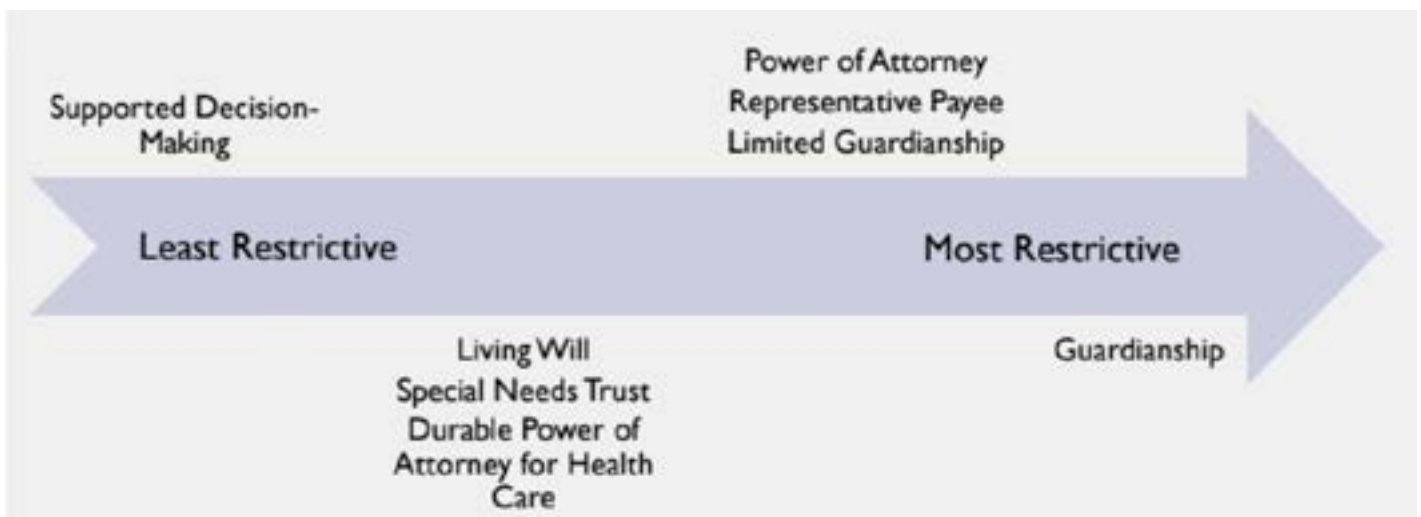 Supported Decision-
Making
Power of Attorney
Representative Payee
Limited Guardianship
Least Restrictive
Most Restrictive
Living Will
Special Needs Trust
Durable Power of
Attorney for Health
Care
Guardianship